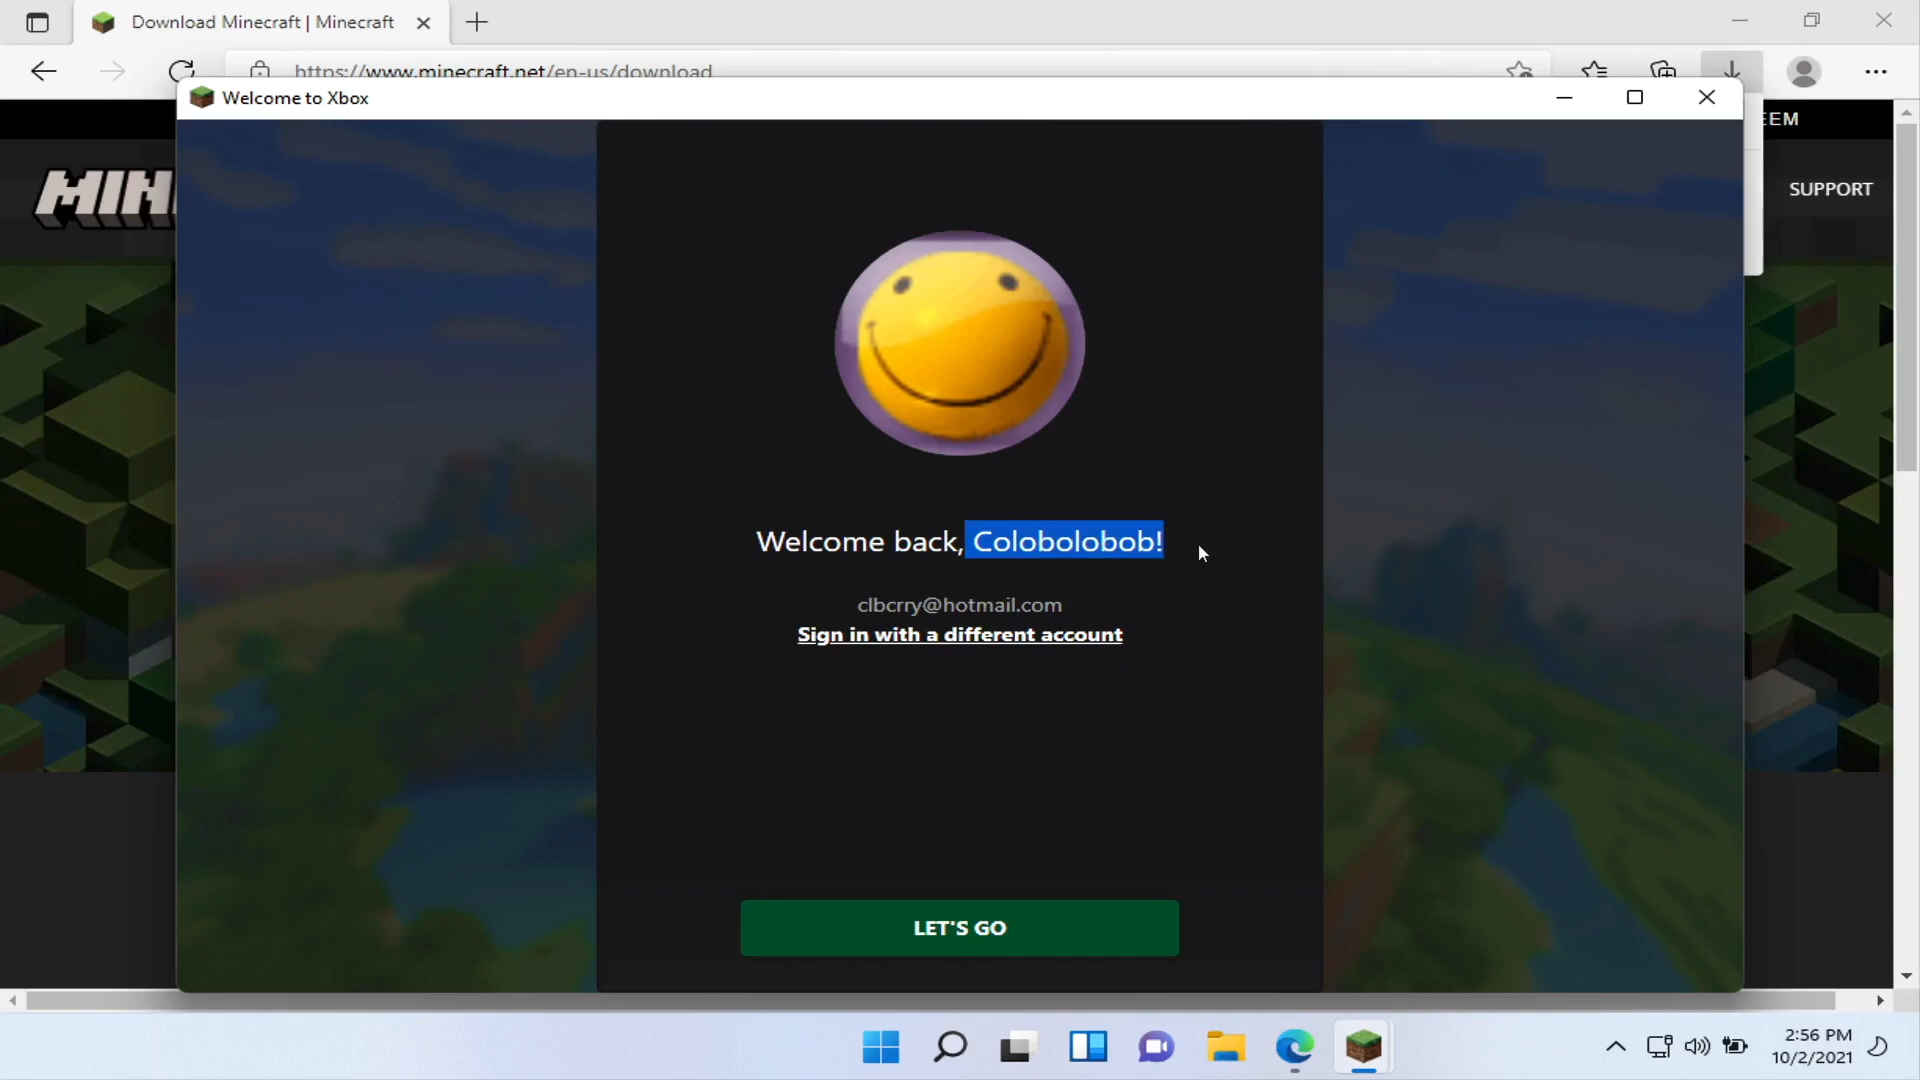 Download Minecraft | Minecraft
https://www.minecraft.net/en-us/download
Welcome to Xbox
SUPPORT
Welcome back, Colobolobob!
clbcrry@hotmail.com
Sign in with a different account
LET'S GO
2:56 PM
10/2/2021